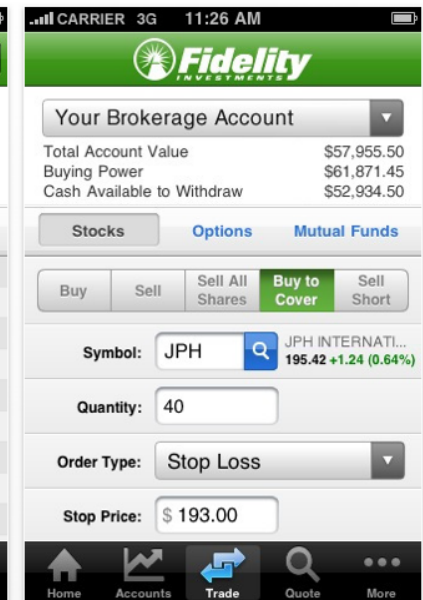 CARRIER 3G 11:26 AM
Fidelity
INVESTMENTS
Your Brokerage Account
Total Account Value $57,955.50
Buying Power $61,871.45
Cash Available to Withdraw $52,934.50
Stocks Options Mutual Funds
Buy Sell Sell All Shares Buy to Cover Sell Short
Symbol: JPH JPH INTERNATI...
195.42 +1.24 (0.64%)
Quantity: 40
Order Type: Stop Loss
Stop Price: $ 193.00
Home Accounts Trade Quote More